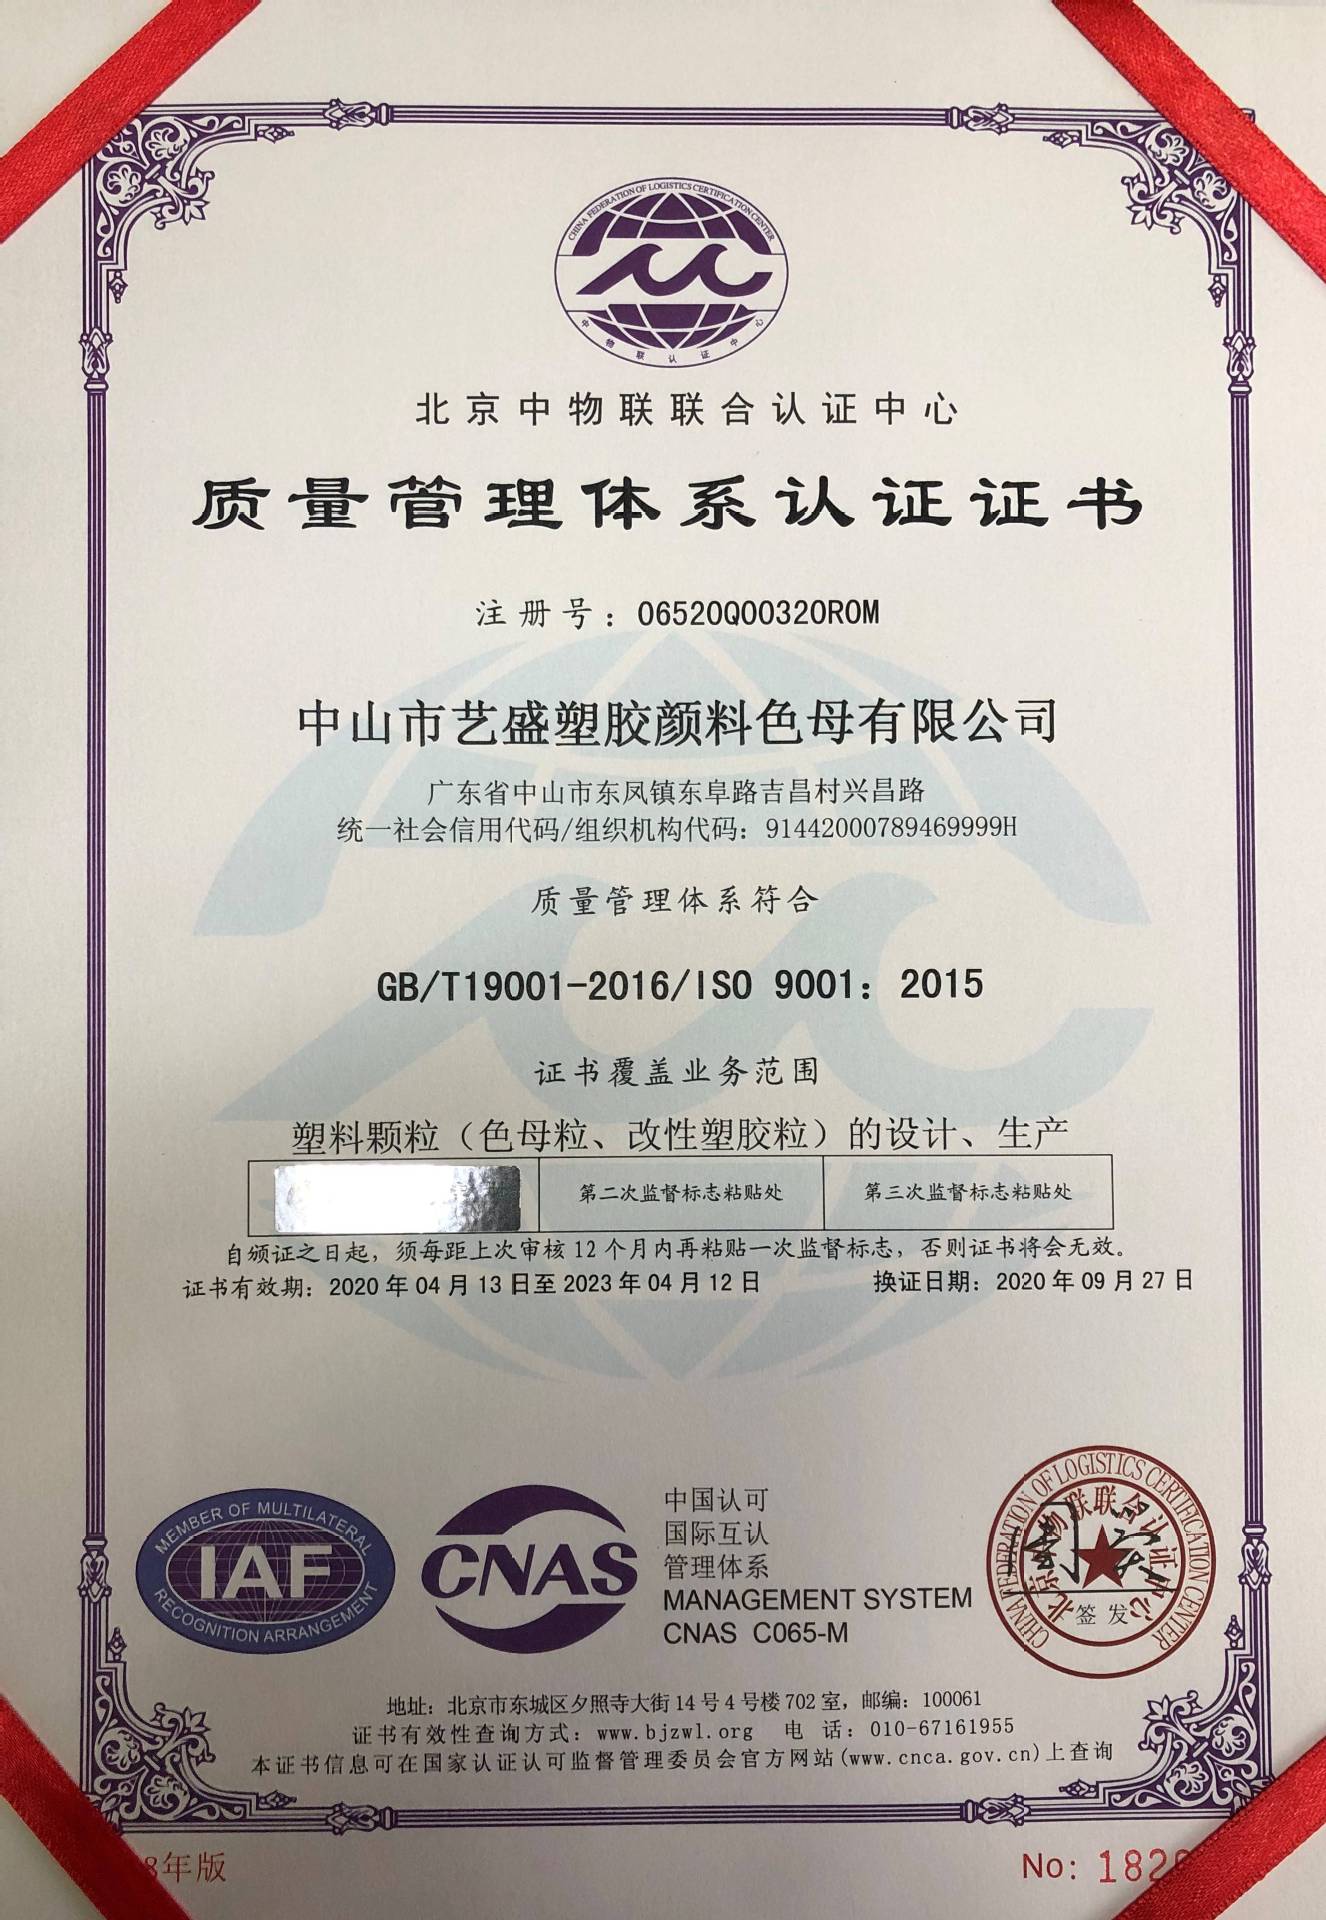 CHINA FEDERATION OF LOGISTICS CERTIFICATION CENTER
中物联认证中心
北京中物联联合认证中心
质量管理体系认证证书
注册号：06520Q00320R0M
中山市艺盛塑胶颜料色母有限公司
广东省中山市东凤镇东阜路吉昌村兴昌路
统一社会信用代码/组织机构代码：91442000789469999H
质量管理体系符合
GB/T19001-2016/ISO 9001：2015
证书覆盖业务范围
塑料颗粒（色母粒、改性塑胶粒）的设计、生产
第二次监督标志粘贴处 第三次监督标志粘贴处
自颁证之日起，须每距上次审核12个月内再粘贴一次监督标志，否则证书将会无效。
证书有效期：2020年04月13日至2023年04月12日 换证日期：2020年09月27日
MEMBER OF MULTILATERAL
IAF
RECOGNITION ARRANGEMENT
CNAS
中国认可
国际互认
管理体系
MANAGEMENT SYSTEM
CNAS C065-M
CHINA FEDERATION OF LOGISTICS CERTIFICATION CENTER
北京中物联联合认证中心
签发
地址：北京市东城区夕照寺大街14号4号楼702室，邮编：100061
证书有效性查询方式：www.bjzwl.org 电 话：010-67161955
本证书信息可在国家认证认可监督管理委员会官方网站(www.cnca.gov.cn)上查询
8年版
No: 182